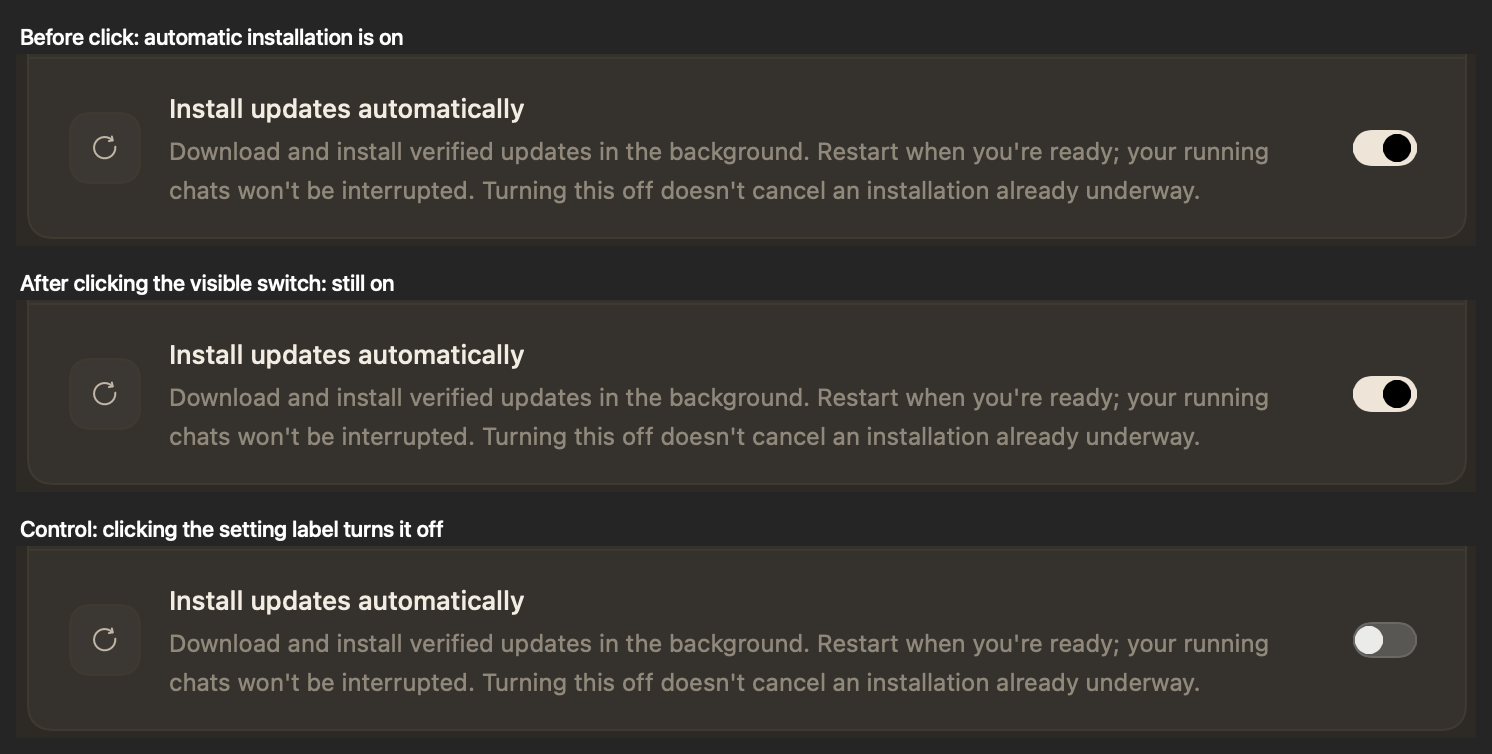 Before click: automatic installation is on
Install updates automatically
Download and install verified updates in the background. Restart when you're ready; your running
chats won't be interrupted. Turning this off doesn't cancel an installation already underway.
After clicking the visible switch: still on
Install updates automatically
Download and install verified updates in the background. Restart when you're ready; your running
chats won't be interrupted. Turning this off doesn't cancel an installation already underway.
Control: clicking the setting label turns it off
Install updates automatically
Download and install verified updates in the background. Restart when you're ready; your running
chats won't be interrupted. Turning this off doesn't cancel an installation already underway.